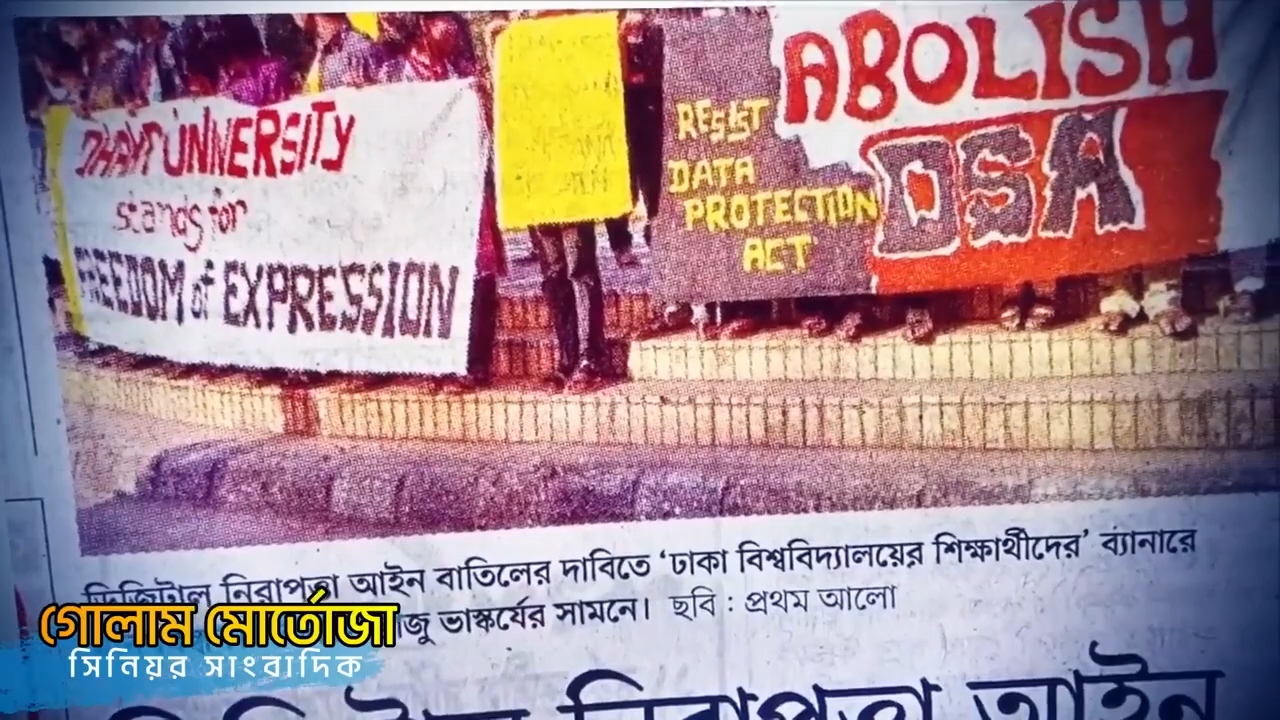 DHAKA UNIVERSITY
stands for
FREEDOM of EXPRESSION
ABOLISH
DSA
RESIST
DATA
PROTECTION
ACT
ডিজিটাল নিরাপত্তা আইন বাতিলের দাবিতে ‘ঢাকা বিশ্ববিদ্যালয়ের শিক্ষার্থীদের’ ব্যানারে
ভাস্কর্যের সামনে। ছবি : প্রথম আলো
গোলাম মোর্তোজা
সিনিয়র সাংবাদিক
ডিজিটাল নিরাপত্তা আইন